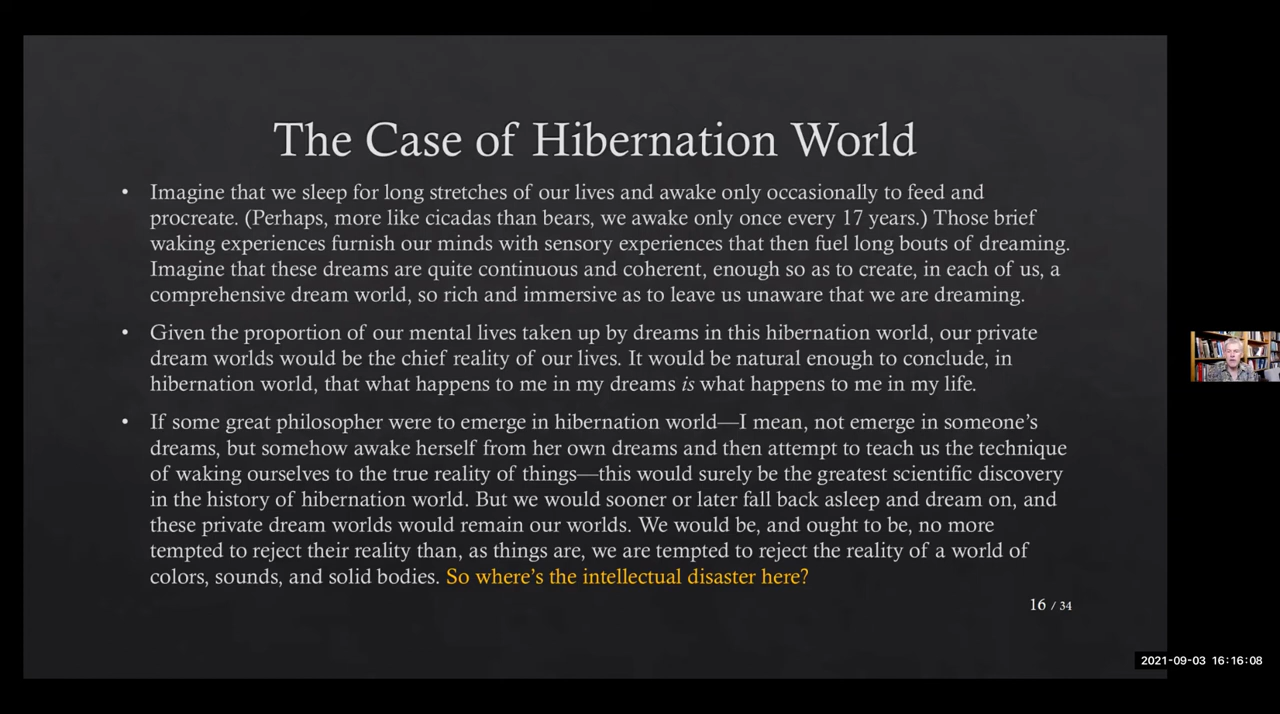 The Case of Hibernation World
• Imagine that we sleep for long stretches of our lives and awake only occasionally to feed and
procreate. (Perhaps, more like cicadas than bears, we awake only once every 17 years.) Those brief
waking experiences furnish our minds with sensory experiences that then fuel long bouts of dreaming.
Imagine that these dreams are quite continuous and coherent, enough so as to create, in each of us, a
comprehensive dream world, so rich and immersive as to leave us unaware that we are dreaming.
• Given the proportion of our mental lives taken up by dreams in this hibernation world, our private
dream worlds would be the chief reality of our lives. It would be natural enough to conclude, in
hibernation world, that what happens to me in my dreams is what happens to me in my life.
• If some great philosopher were to emerge in hibernation world—I mean, not emerge in someone's
dreams, but somehow awake herself from her own dreams and then attempt to teach us the technique
of waking ourselves to the true reality of things—this would surely be the greatest scientific discovery
in the history of hibernation world. But we would sooner or later fall back asleep and dream on, and
these private dream worlds would remain our worlds. We would be, and ought to be, no more
tempted to reject their reality than, as things are, we are tempted to reject the reality of a world of
colors, sounds, and solid bodies. So where's the intellectual disaster here?
16 / 34
2021-09-03 16:16:08